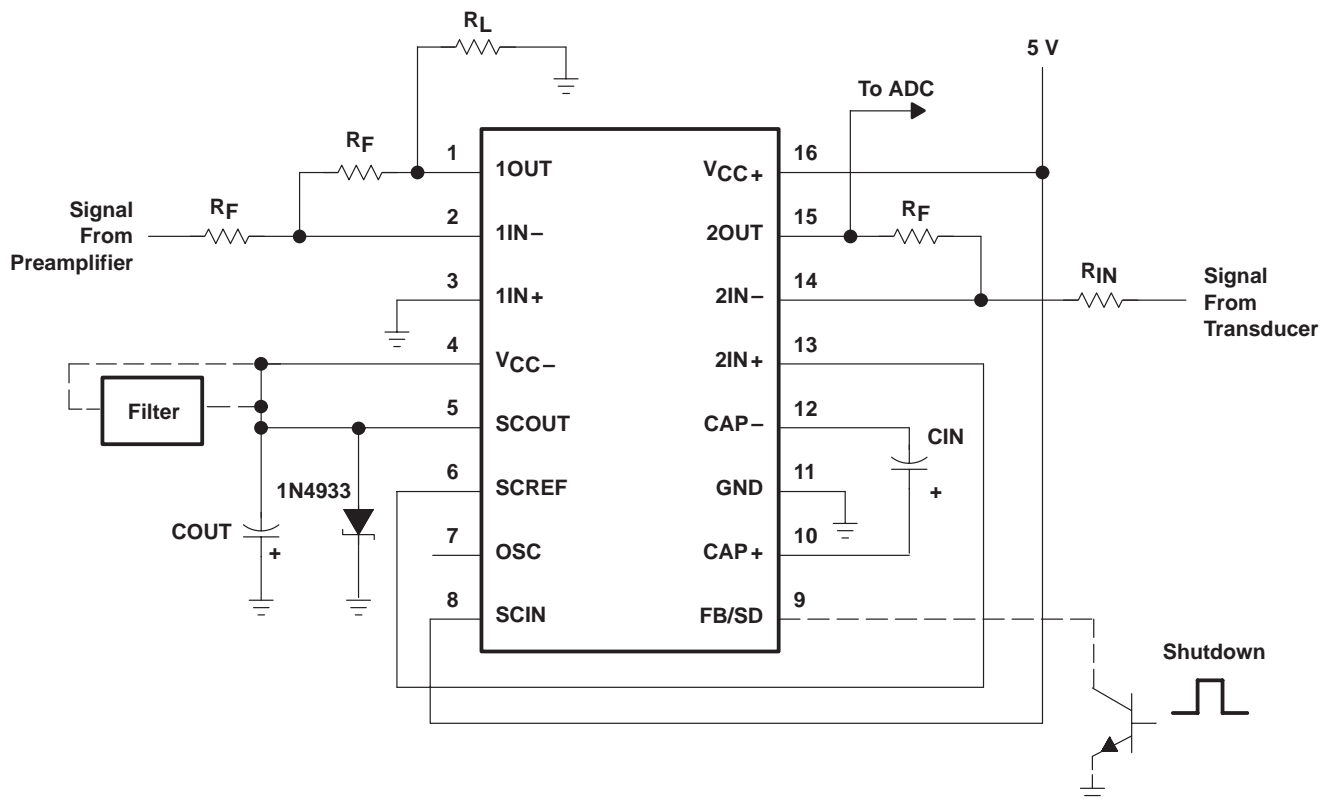 RL
5 V
To ADC
RF
1
1OUT
VCC+
16
Signal
From
Preamplifier
RF
2
1IN−
2OUT
15
RF
3
1IN+
2IN−
14
RIN
Signal
From
Transducer
4
VCC−
2IN+
13
Filter
5
SCOUT
CAP−
12
CIN
+
6
SCREF
GND
11
1N4933
COUT
+
7
OSC
CAP+
10
8
SCIN
FB/SD
9
Shutdown